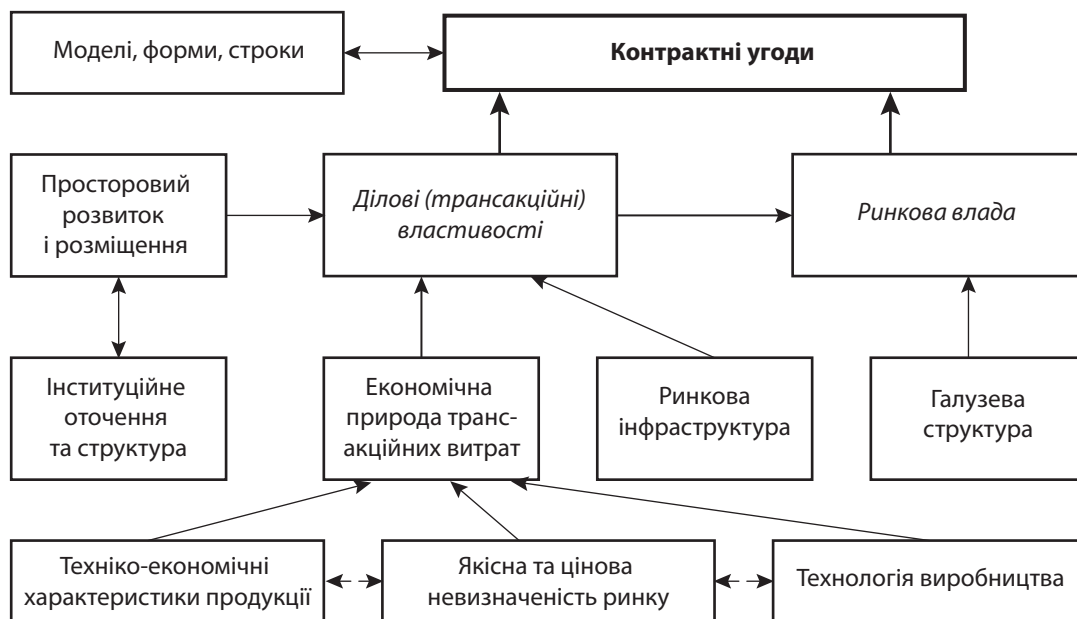 Моделі, форми, строки
Контрактні угоди
Просторовий
розвиток
і розміщення
Ділові (трансакційні)
властивості
Ринкова влада
Інституційне
оточення
та структура
Економічна
природа транс-
акційних витрат
Ринкова
інфраструктура
Галузева
структура
Техніко-економічні
характеристики продукції
Якісна та цінова
невизначеність ринку
Технологія виробництва